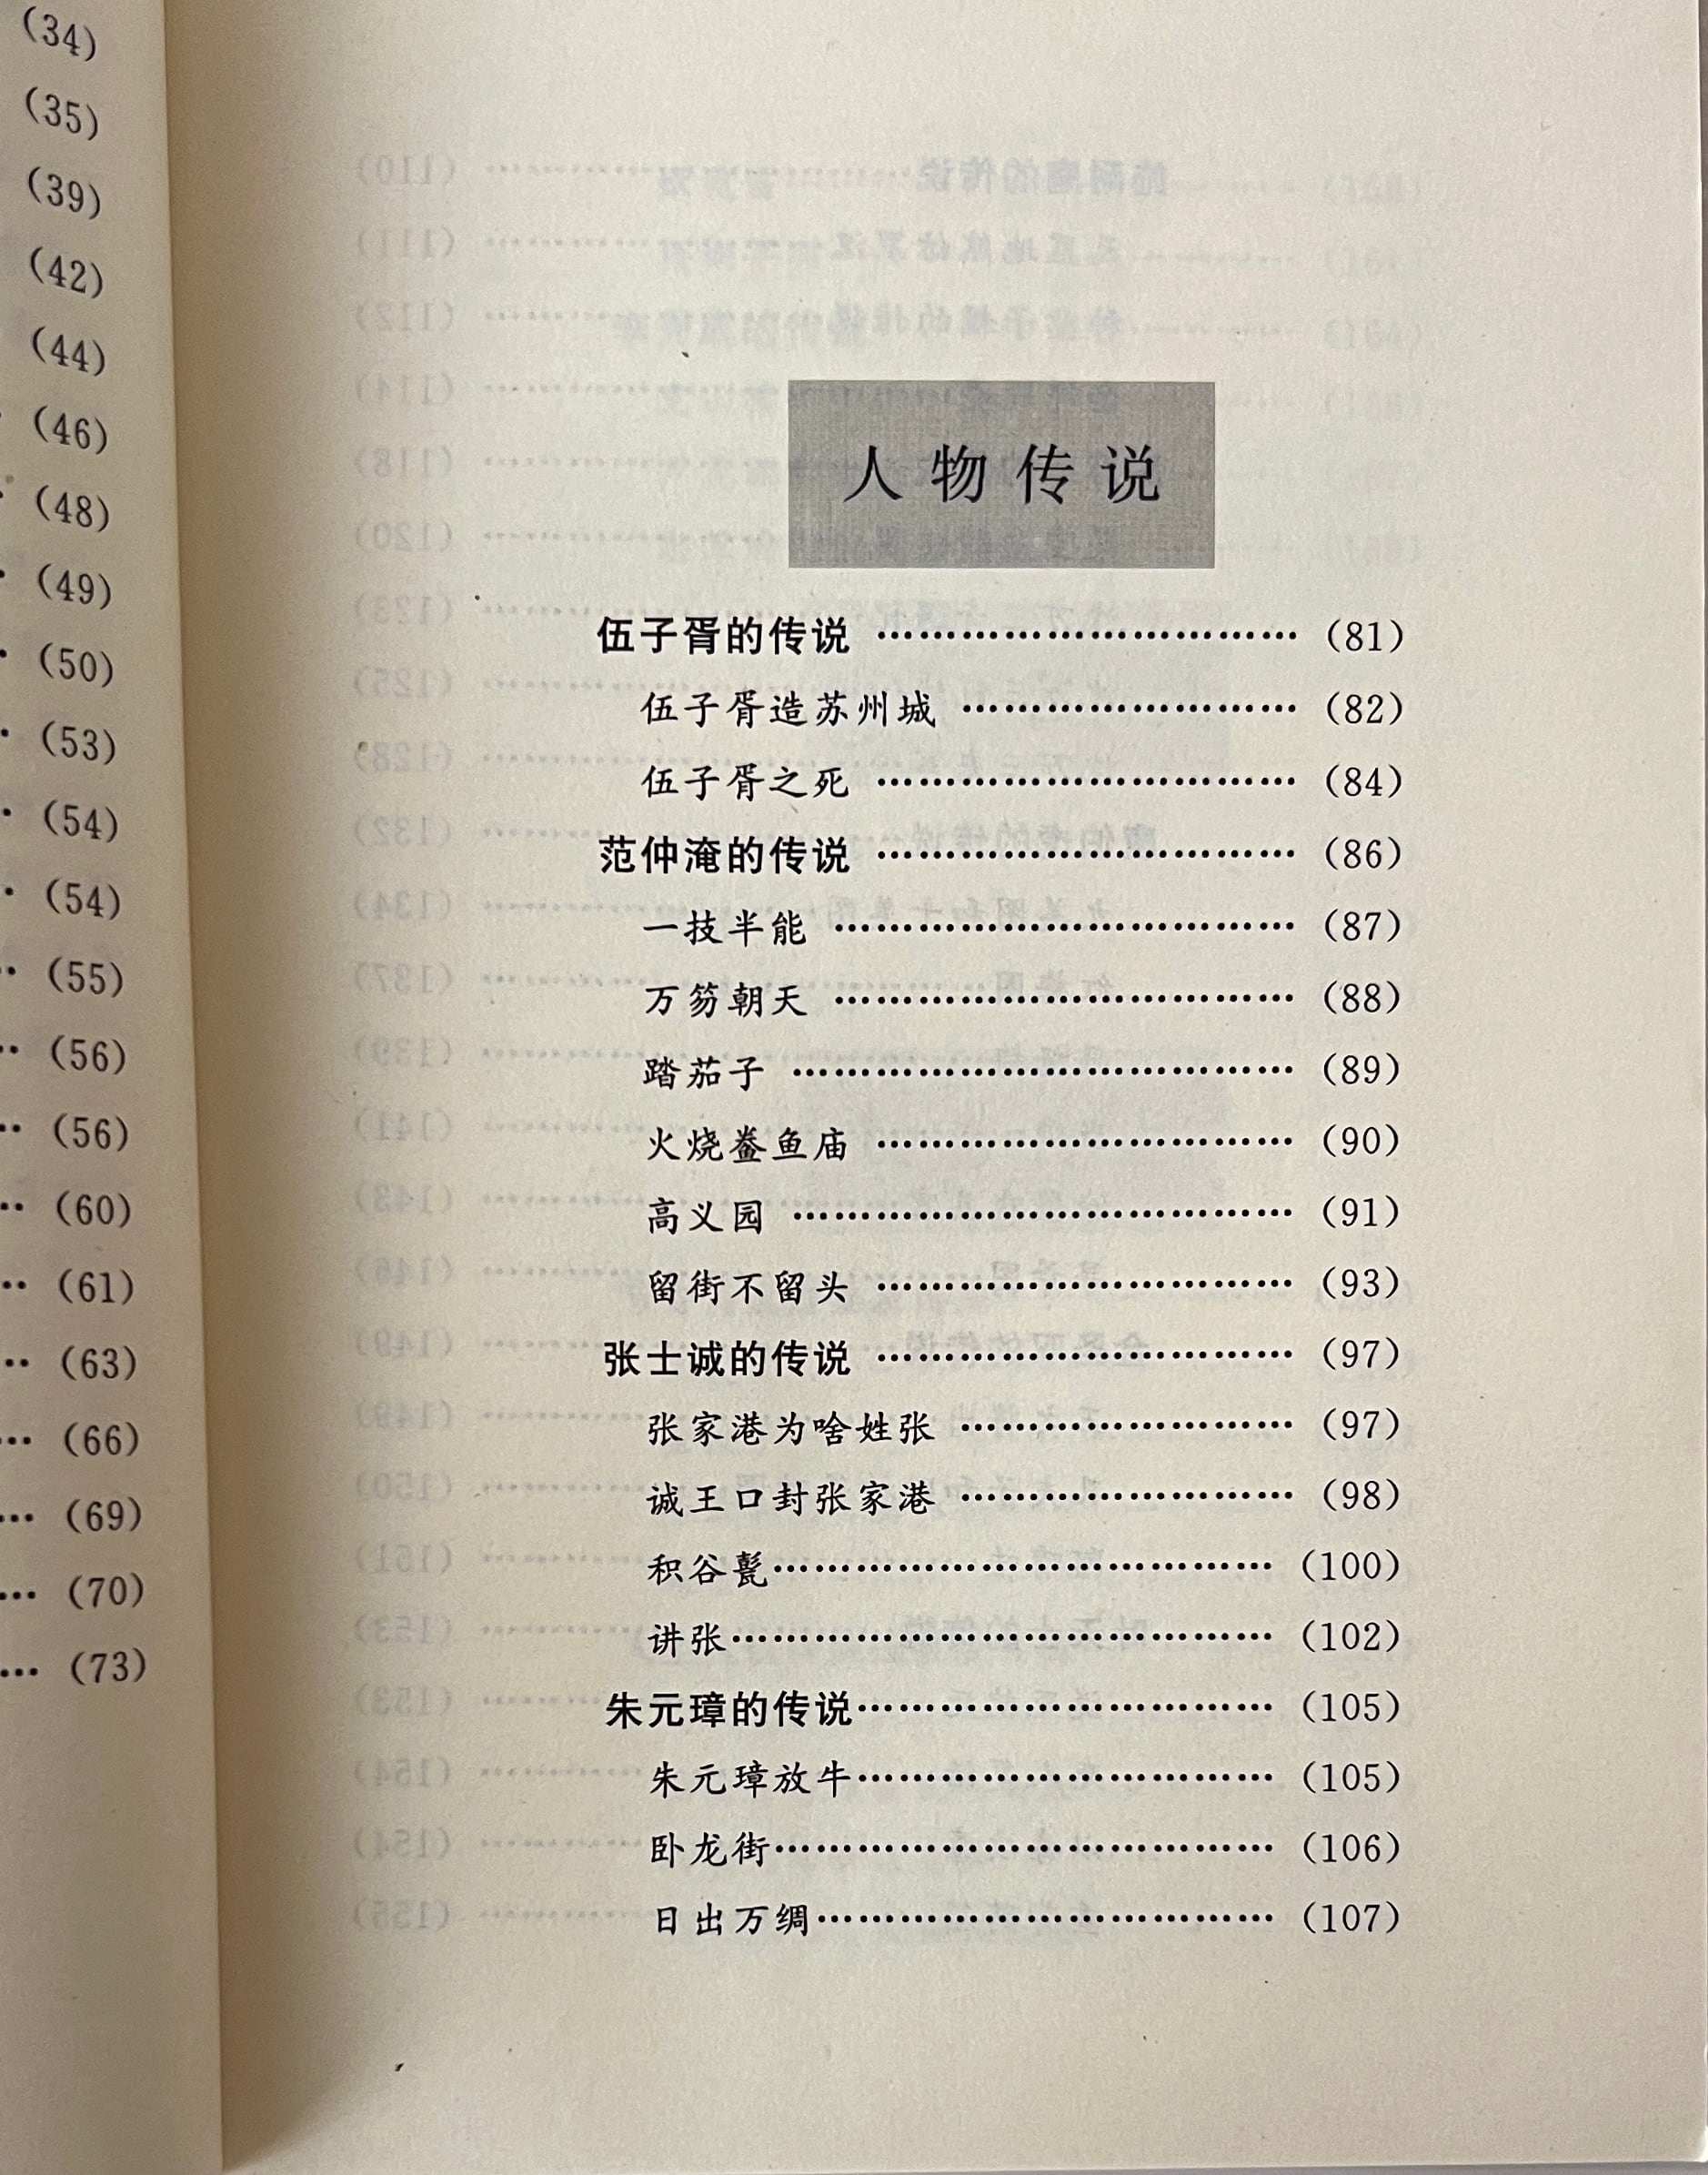 (34)
(35)
(39)
(42)
(44)
(46)
(48)
(49)
(50)
(53)
(54)
(54)
(55)
(56)
(56)
(60)
(61)
(63)
(66)
(69)
(70)
(73)
人物传说
伍子胥的传说 …………………………… (81)
伍子胥造苏州城 ……………………… (82)
伍子胥之死 …………………………… (84)
范仲淹的传说 …………………………… (86)
一技半能 ……………………………… (87)
万笏朝天 ……………………………… (88)
踏茄子 ………………………………… (89)
火烧鲞鱼庙 …………………………… (90)
高义园 ………………………………… (91)
留街不留头 …………………………… (93)
张士诚的传说 …………………………… (97)
张家港为啥姓张 ……………………… (97)
诚王口封张家港 ……………………… (98)
积谷甏………………………………… (100)
讲张…………………………………… (102)
朱元璋的传说…………………………… (105)
朱元璋放牛…………………………… (105)
卧龙街………………………………… (106)
日出万绸……………………………… (107)